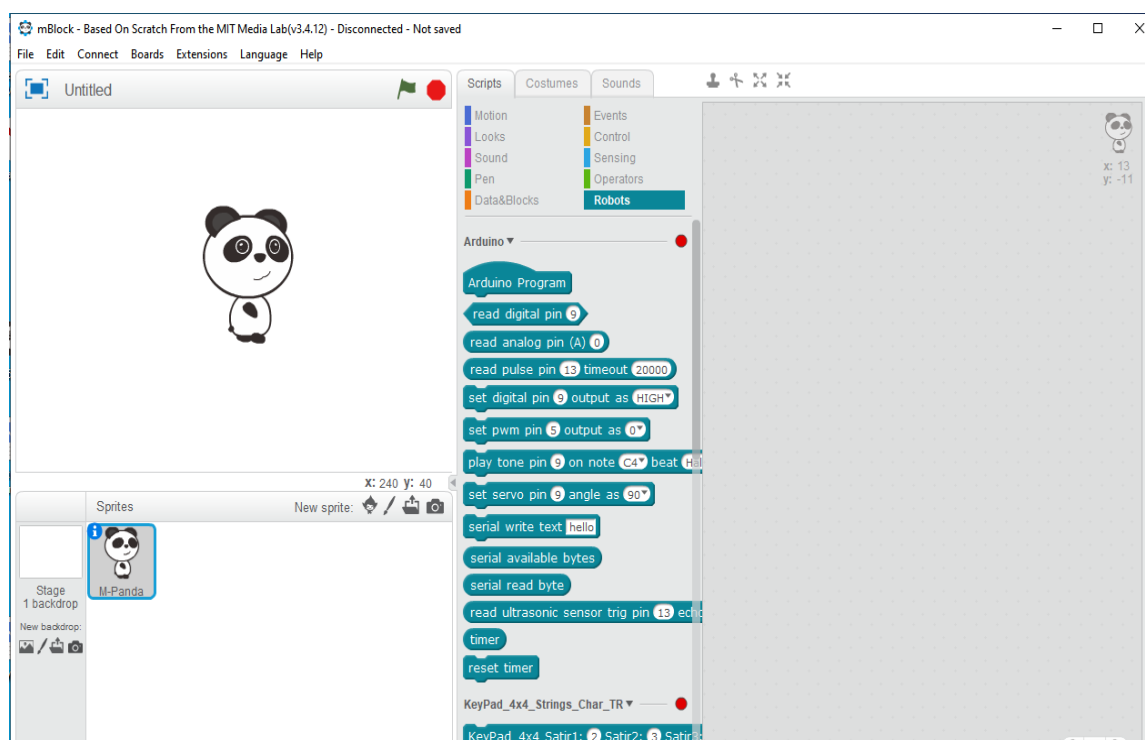 mBlock - Based On Scratch From the MIT Media Lab(v3.4.12) - Disconnected - Not saved
File Edit Connect Boards Extensions Language Help
Untitled
Scripts Costumes Sounds
Motion Events
Looks Control
Sound Sensing
Pen Operators
Data&Blocks Robots
x: 13
y: -11
Arduino
Arduino Program
read digital pin 9
read analog pin (A) 0
read pulse pin 13 timeout 20000
set digital pin 9 output as HIGH
set pwm pin 5 output as 0
play tone pin 9 on note C4 beat
set servo pin 9 angle as 90
serial write text hello
serial available bytes
serial read byte
read ultrasonic sensor trig pin 13
timer
reset timer
KeyPad_4x4_Strings_Char_TR
KeyPad_4x4 Satir1: 2 Satir2: 3 Satir3:
x: 240 y: 40
Sprites New sprite:
M-Panda
Stage
1 backdrop
New backdrop: